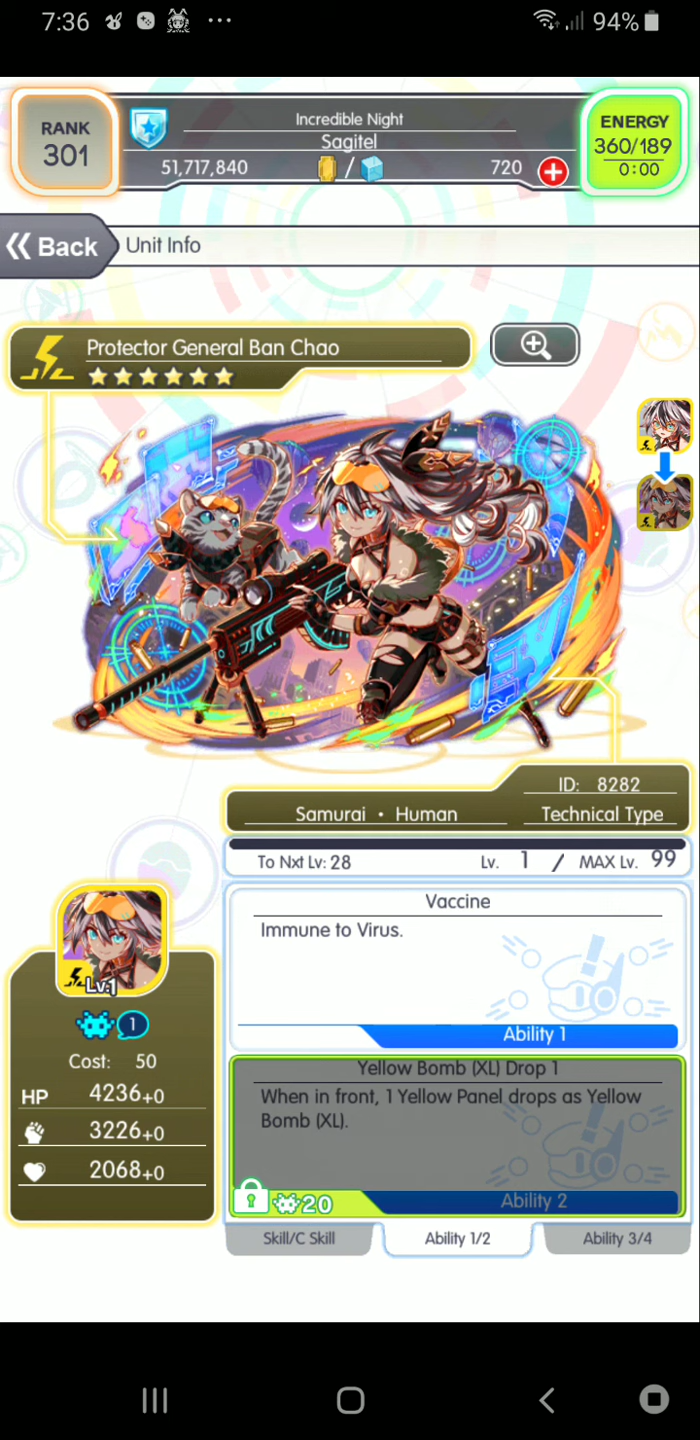 7:36
94%
RANK
301
Incredible Night
Sagitel
51,717,840
/
720
ENERGY
360/189
0:00
Back
Unit Info
Protector General Ban Chao
ID: 8282
Samurai • Human
Technical Type
To Nxt Lv: 28
Lv. 1 / MAX Lv. 99
Vaccine
Immune to Virus.
Ability 1
Lv.1
1
Cost: 50
HP 4236+0
3226+0
2068+0
Yellow Bomb (XL) Drop 1
When in front, 1 Yellow Panel drops as Yellow
Bomb (XL).
20
Ability 2
Skill/C Skill
Ability 1/2
Ability 3/4